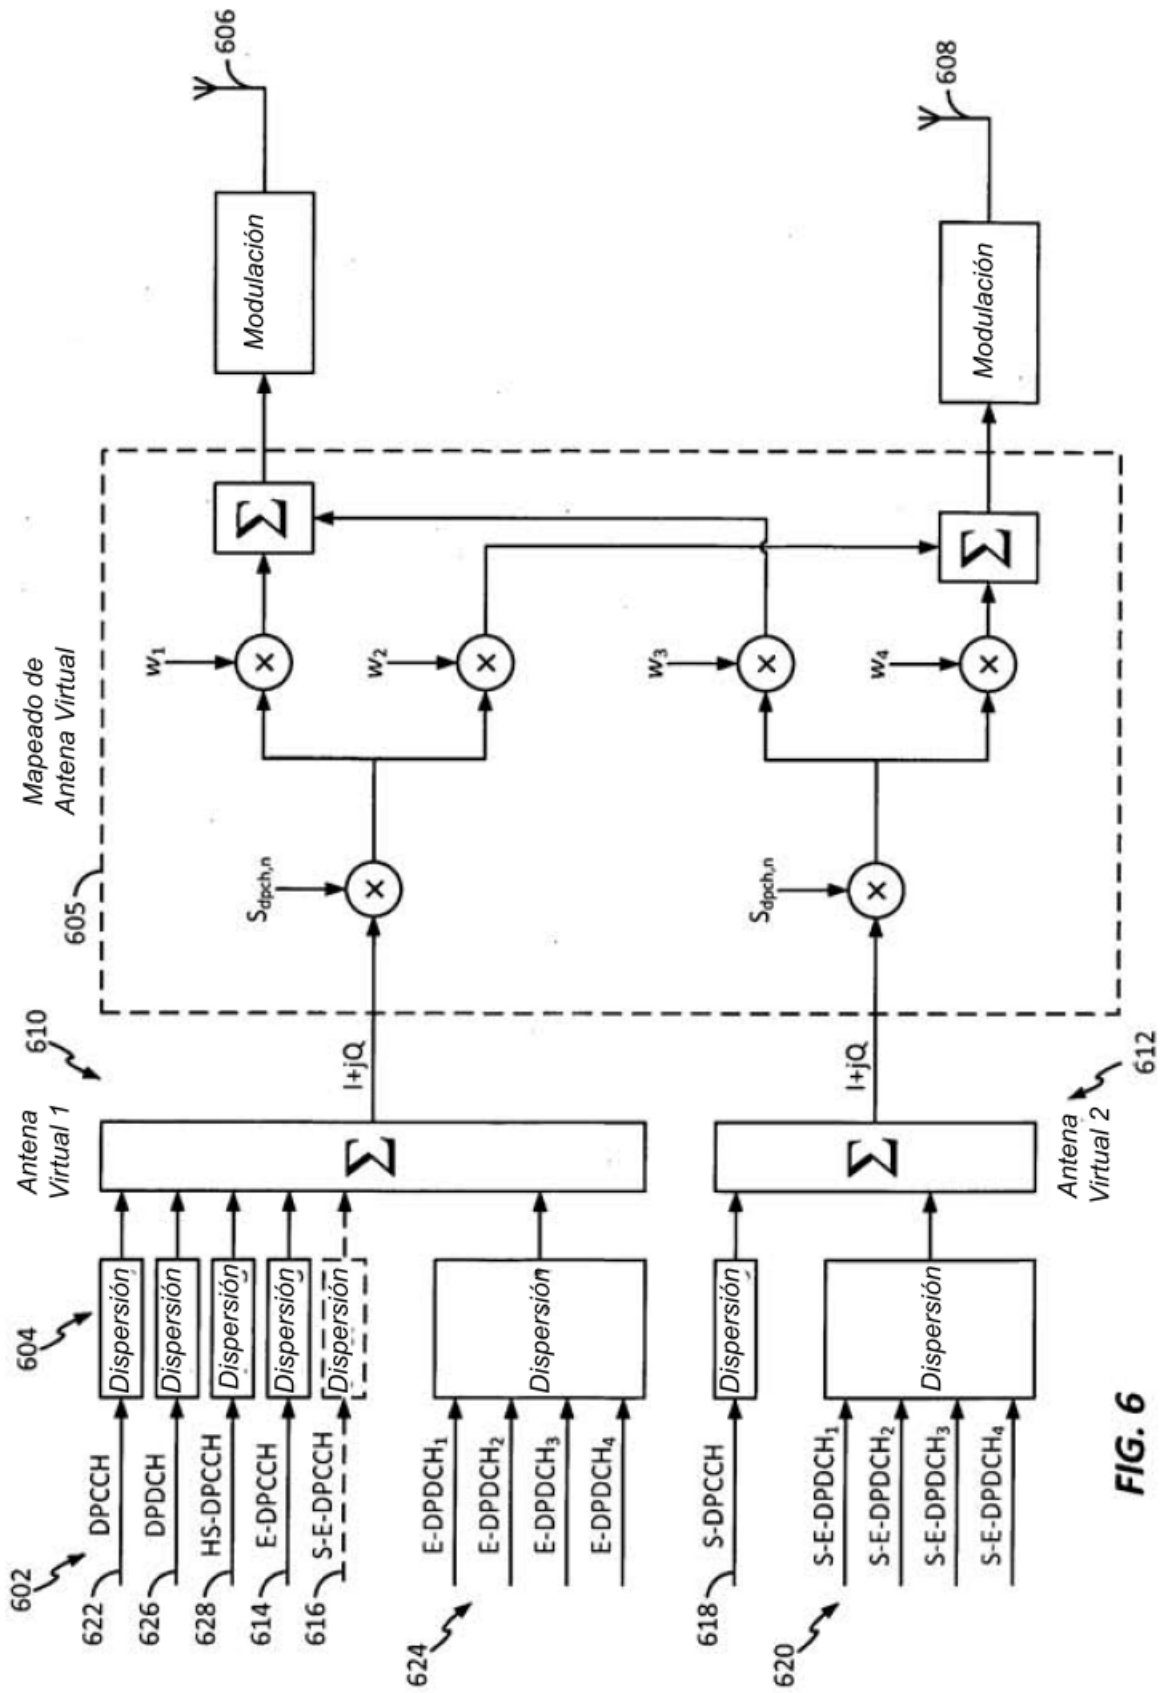 602
622
DPCCH
626
DPDCH
628
HS-DPCCH
614
E-DPCCH
616
S-E-DPCCH
624
E-DPDCH₁
E-DPDCH₂
E-DPDCH₃
E-DPDCH₄
618
S-DPCCH
620
S-E-DPDCH₁
S-E-DPDCH₂
S-E-DPDCH₃
S-E-DPDCH₄
604
Dispersión
Dispersión
Dispersión
Dispersión
Dispersión
Dispersión
Dispersión
Dispersión
Antena
Virtual 1
610
Σ
I+jQ
Σ
I+jQ
Antena
Virtual 2
612
605
Mapeado de
Antena Virtual
Sdpch,n
×
Sdpch,n
×
w₁
×
w₂
×
w₃
×
w₄
×
Σ
Σ
Modulación
606
Modulación
608
FIG. 6